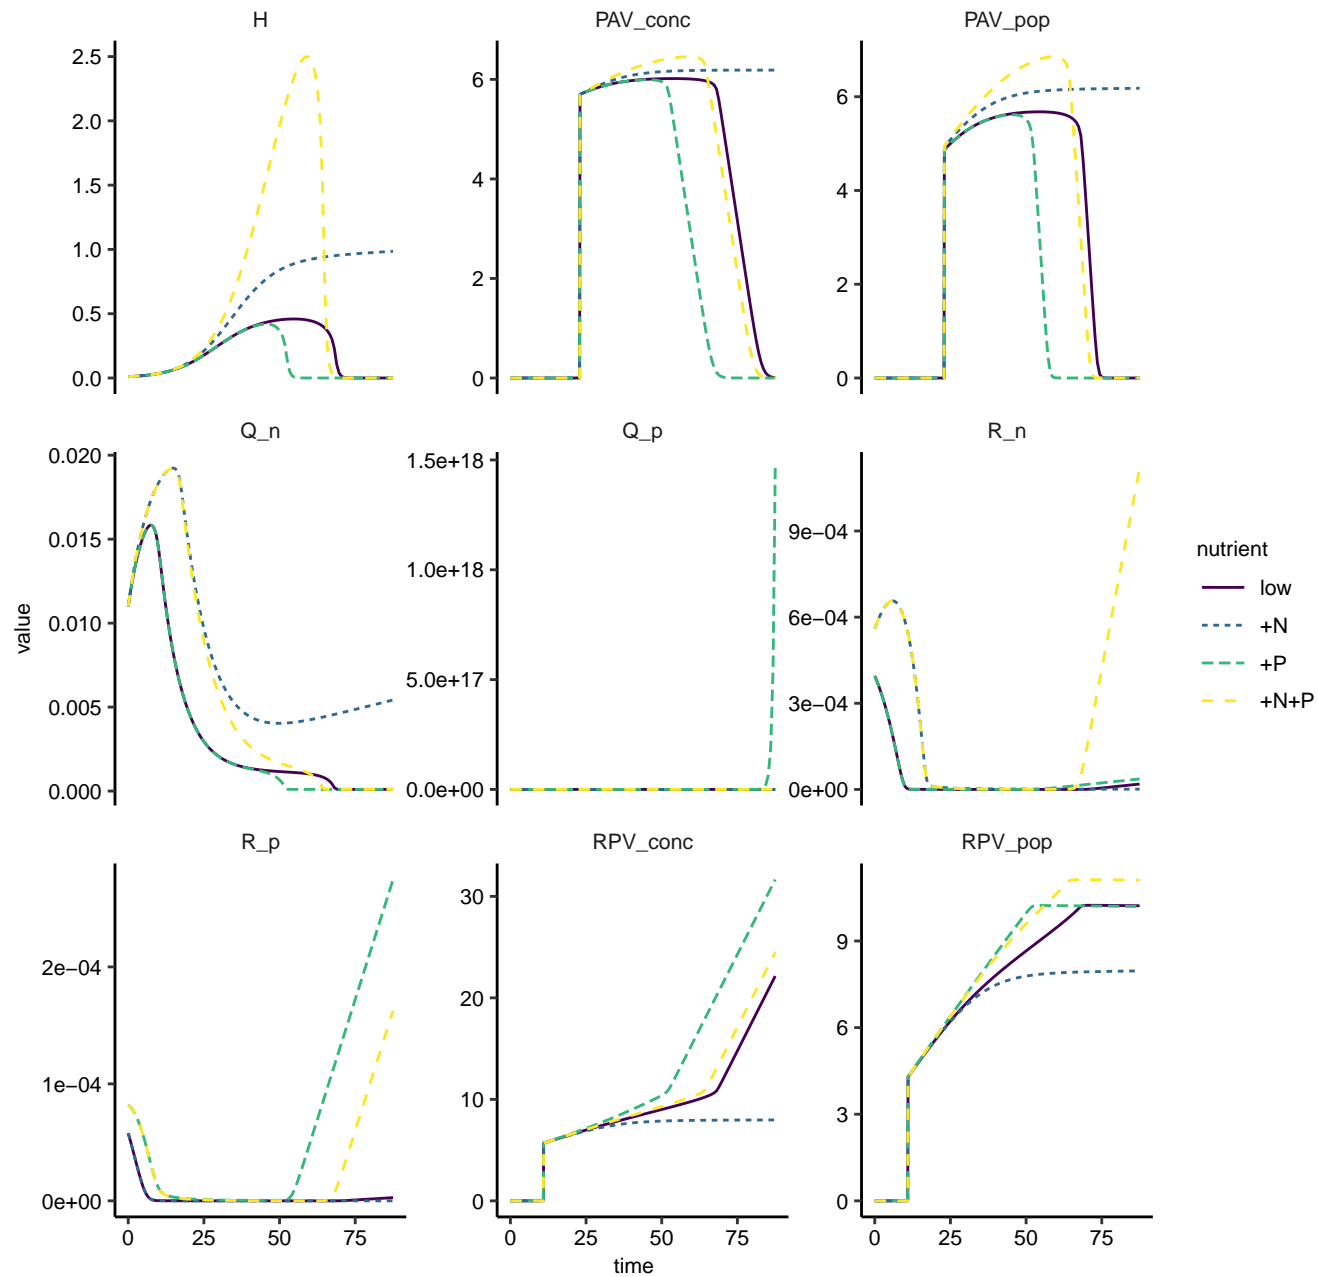 H
PAV_conc
PAV_pop
2.5
2.0
1.5
1.0
0.5
0.0
6
4
2
0
6
4
2
0
Q_n
Q_p
R_n
0.020
0.015
0.010
0.005
0.000
1.5e+18
1.0e+18
5.0e+17
0.0e+00
9e−04
6e−04
3e−04
0e+00
value
nutrient
low
+N
+P
+N+P
R_p
RPV_conc
RPV_pop
2e−04
1e−04
0e+00
30
20
10
0
9
6
3
0
0 25 50 75
0 25 50 75
0 25 50 75
time